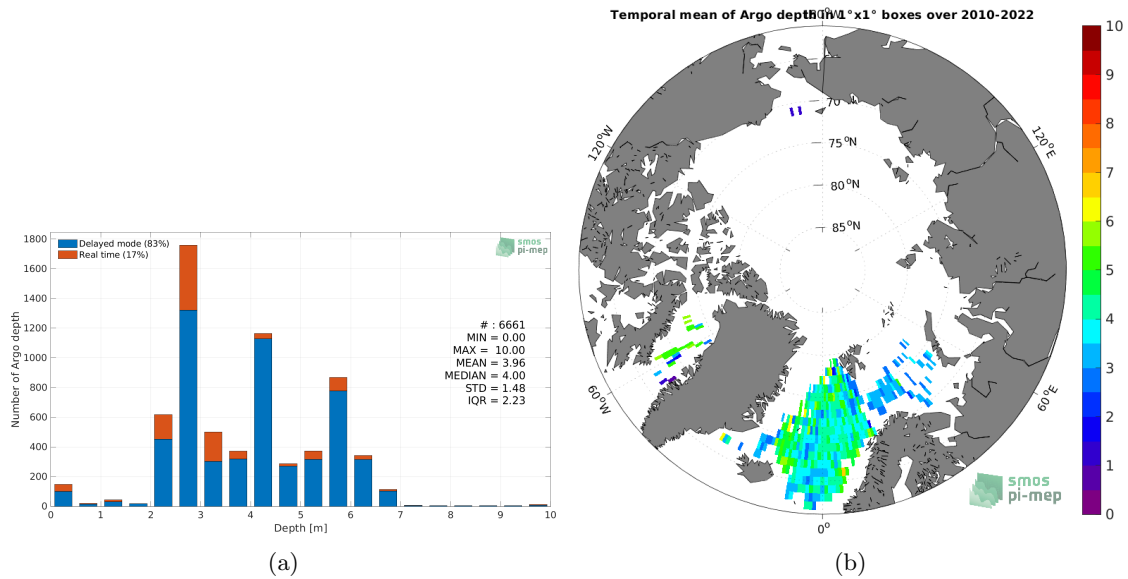 Temporal mean of Argo depth in 1°x1° boxes over 2010-2022
180°W
120°W
70
75°N
80°N
85°N
120°E
60°W
60°E
0°
10
9
8
7
6
5
4
3
2
1
0
smos
pi-mep
(b)
Delayed mode (83%)
Real time (17%)
smos
pi-mep
# : 6661
MIN = 0.00
MAX = 10.00
MEAN = 3.96
MEDIAN = 4.00
STD = 1.48
IQR = 2.23
Number of Argo depth
1800
1600
1400
1200
1000
800
600
400
200
0
0 1 2 3 4 5 6 7 8 9 10
Depth [m]
(a)